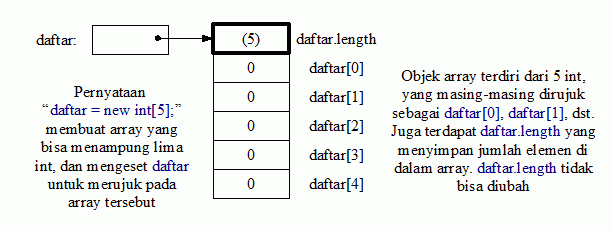 daftar:
(5)
daftar.length
0
daftar[0]
0
daftar[1]
0
daftar[2]
0
daftar[3]
0
daftar[4]
Pernyataan
“daftar = new int[5];”
membuat array yang
bisa menampung lima
int, dan mengeset daftar
untuk merujuk pada
array tersebut
Objek array terdiri dari 5 int,
yang masing-masing dirujuk
sebagai daftar[0], daftar[1], dst.
Juga terdapat daftar.length yang
menyimpan jumlah elemen di
dalam array. daftar.length tidak
bisa diubah